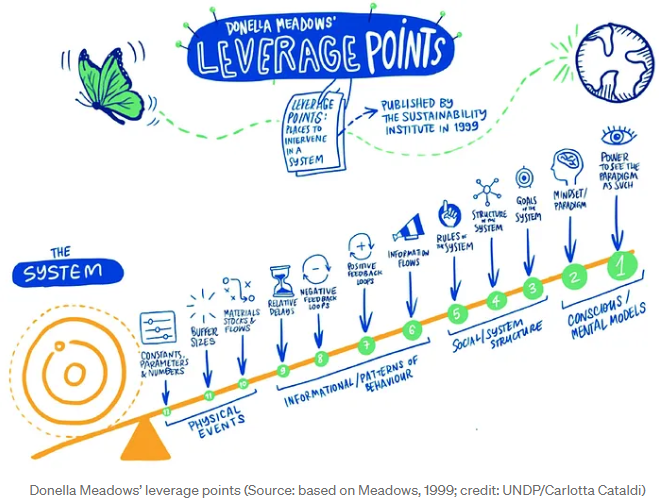 DONELLA MEADOWS'
LEVERAGE POINTS
LEVERAGE
POINTS:
PLACES TO
INTERVENE
IN A
SYSTEM
PUBLISHED BY
THE SUSTAINABILITY
INSTITUTE IN 1999
THE
SYSTEM
CONSTANTS,
PARAMETERS
& NUMBERS
BUFFER
SIZES
MATERIALS
STOCKS &
FLOWS
RELATIVE
DELAYS
NEGATIVE
FEEDBACK
LOOPS
POSITIVE
FEEDBACK
LOOPS
INFORMATION
FLOWS
RULES OF
THE SYSTEM
STRUCTURE
OF THE
SYSTEM
GOALS
OF THE
SYSTEM
MINDSET/
PARADIGM
POWER
TO SEE THE
PARADIGM
AS SUCH
11
10
9
8
7
6
5
4
3
2
1
PHYSICAL
EVENTS
INFORMATIONAL/PATTERNS OF
BEHAVIOUR
SOCIAL/SYSTEM
STRUCTURE
CONSCIOUS/
MENTAL MODELS
Donella Meadows' leverage points (Source: based on Meadows, 1999; credit: UNDP/Carlotta Cataldi)